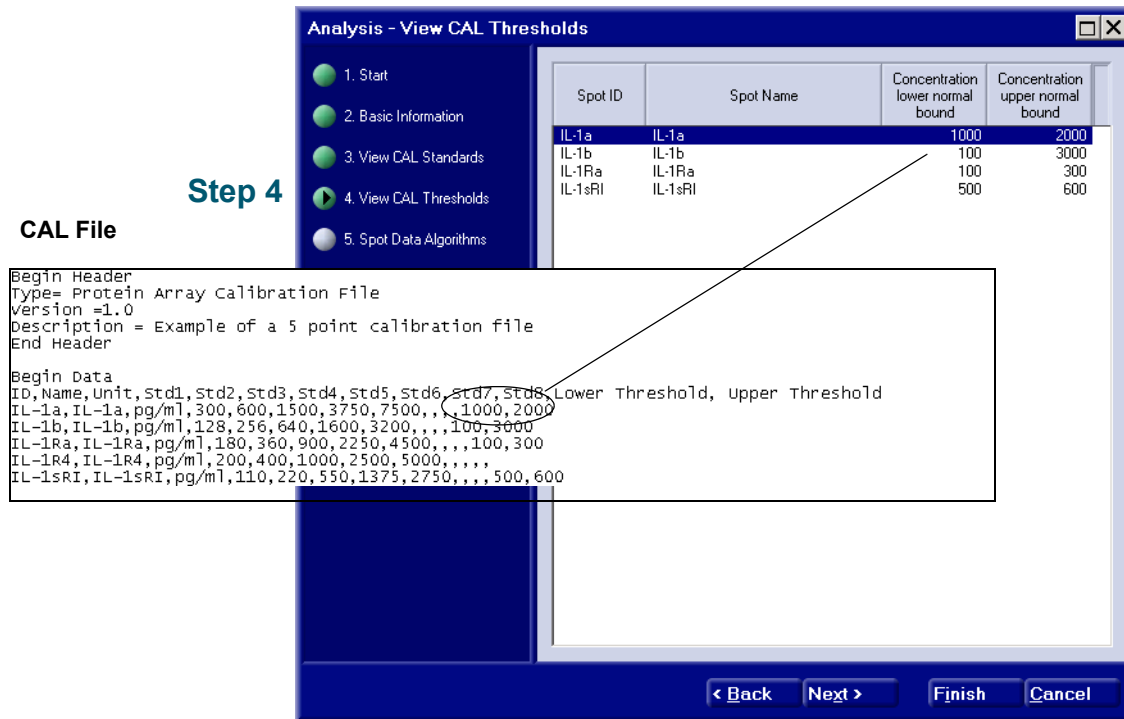 Analysis - View CAL Thresholds
1. Start
2. Basic Information
3. View CAL Standards
4. View CAL Thresholds
5. Spot Data Algorithms
Step 4
Spot ID Spot Name Concentration lower normal bound Concentration upper normal bound
IL-1a IL-1a 1000 2000
IL-1b IL-1b 100 3000
IL-1Ra IL-1Ra 100 300
IL-1sRI IL-1sRI 500 600
CAL File
Begin Header
Type= Protein Array Calibration File
Version =1.0
Description = Example of a 5 point calibration file
End Header
Begin Data
ID,Name,Unit,Std1,Std2,Std3,Std4,Std5,Std6,Std7,Std8,Lower Threshold, Upper Threshold
IL-1a,IL-1a,pg/ml,300,600,1500,3750,7500,,,,1000,2000
IL-1b,IL-1b,pg/ml,128,256,640,1600,3200,,,,100,3000
IL-1Ra,IL-1Ra,pg/ml,180,360,900,2250,4500,,,,100,300
IL-1R4,IL-1R4,pg/ml,200,400,1000,2500,5000,,,,,
IL-1sRI,IL-1sRI,pg/ml,110,220,550,1375,2750,,,,500,600
< Back Next > Finish Cancel